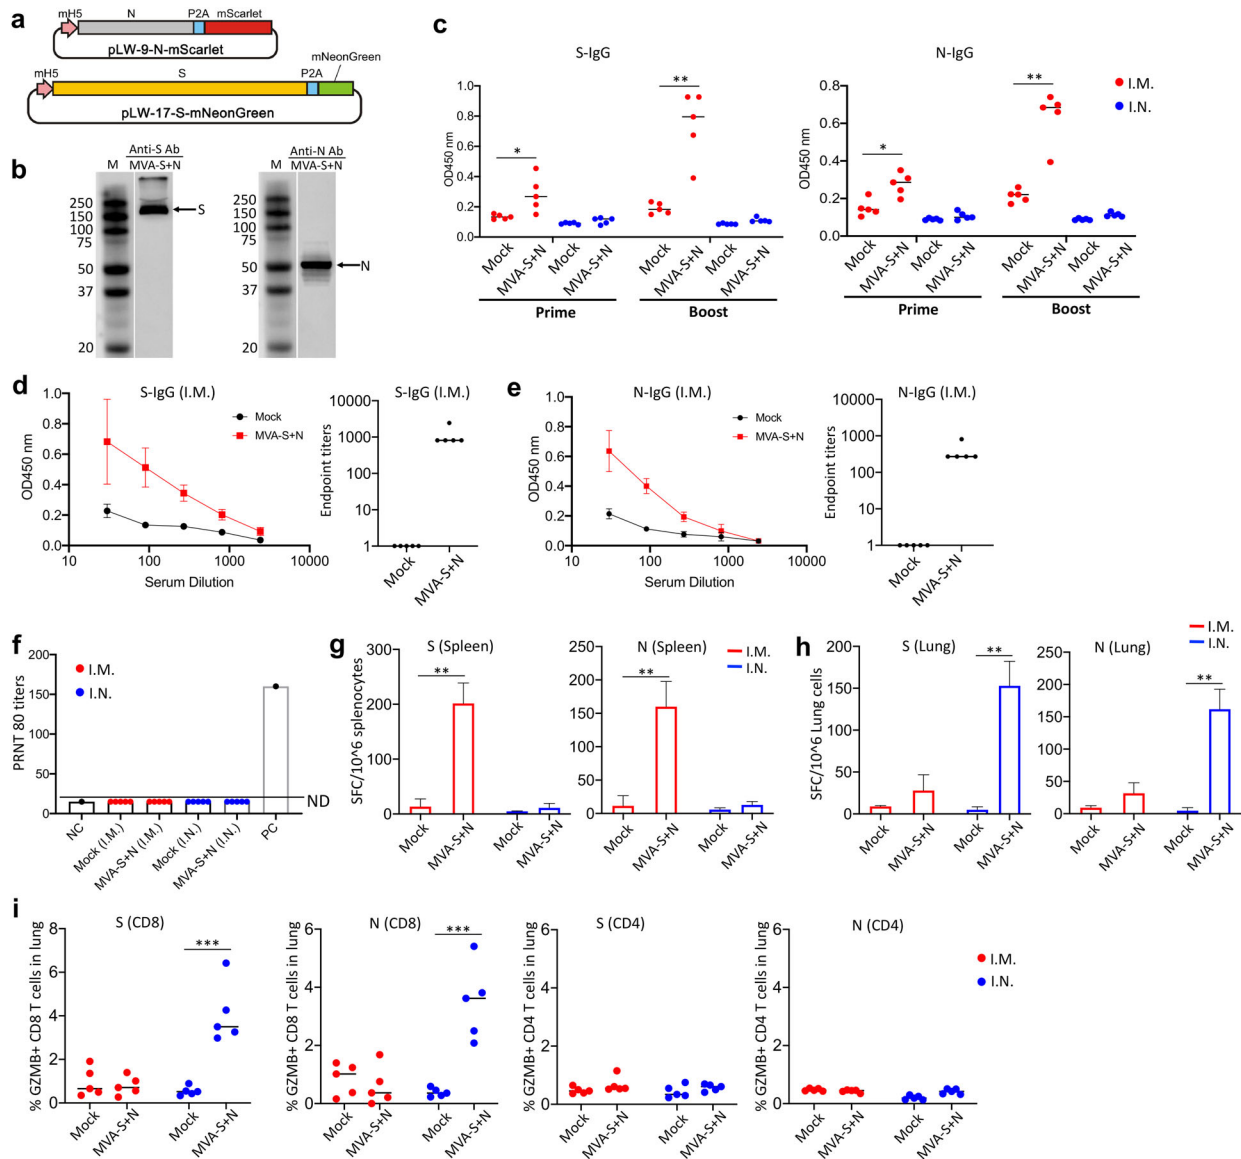 a
mH5 N P2A mScarlet
pLW-9-N-mScarlet
mNeonGreen
mH5 S P2A
pLW-17-S-mNeonGreen
b
Anti-S Ab
M MVA-S+N
250
150
100
75
50
37
20
S
Anti-N Ab
M MVA-S+N
250
150
100
75
50
37
20
N
c
S-IgG
OD450 nm
1.0
0.8
0.6
0.4
0.2
0.0
*
**
Mock MVA-S+N Mock MVA-S+N Mock MVA-S+N Mock MVA-S+N
Prime Boost
N-IgG
I.M.
I.N.
OD450 nm
0.8
0.6
0.4
0.2
0.0
*
**
Mock MVA-S+N Mock MVA-S+N Mock MVA-S+N Mock MVA-S+N
Prime Boost
d
S-IgG (I.M.)
Mock
MVA-S+N
OD450 nm
1.0
0.8
0.6
0.4
0.2
0.0
10 100 1000 10000
Serum Dilution
S-IgG (I.M.)
Endpoint titers
10000
1000
100
10
1
Mock MVA-S+N
e
N-IgG (I.M.)
Mock
MVA-S+N
OD450 nm
1.0
0.8
0.6
0.4
0.2
0.0
10 100 1000 10000
Serum Dilution
N-IgG (I.M.)
Endpoint titers
10000
1000
100
10
1
Mock MVA-S+N
f
I.M.
I.N.
PRNT 80 titers
200
150
100
50
0
ND
NC Mock (I.M.) MVA-S+N (I.M.) Mock (I.N.) MVA-S+N (I.N.) PC
g
S (Spleen)
SFC/10^6 splenocytes
300
200
100
0
**
Mock MVA-S+N Mock MVA-S+N
N (Spleen)
I.M.
I.N.
250
200
150
100
50
0
**
Mock MVA-S+N Mock MVA-S+N
h
I.M.
I.N.
S (Lung)
SFC/10^6 Lung cells
200
150
100
50
0
**
Mock MVA-S+N Mock MVA-S+N
N (Lung)
250
200
150
100
50
0
**
Mock MVA-S+N Mock MVA-S+N
i
S (CD8)
% GZMB+ CD8 T cells in lung
8
6
4
2
0
***
Mock MVA-S+N Mock MVA-S+N
N (CD8)
% GZMB+ CD8 T cells in lung
6
4
2
0
***
Mock MVA-S+N Mock MVA-S+N
S (CD4)
% GZMB+ CD4 T cells in lung
6
4
2
0
Mock MVA-S+N Mock MVA-S+N
N (CD4)
% GZMB+ CD4 T cells in lung
6
4
2
0
Mock MVA-S+N Mock MVA-S+N
I.M.
I.N.